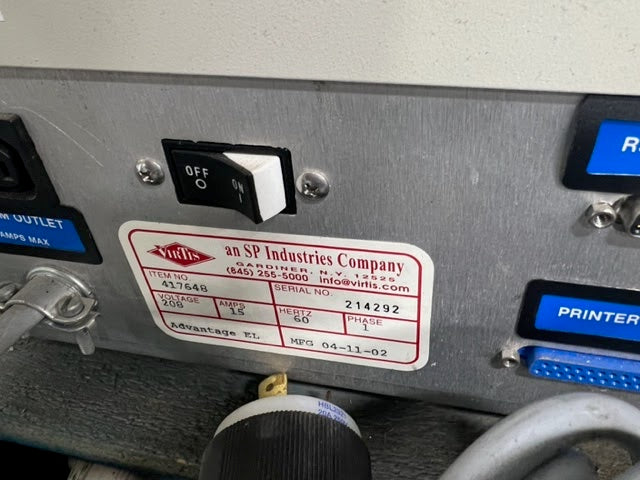 OFF
O
ON
I
R
M OUTLET
AMPS MAX
VIRTIS
an SP Industries Company
GARDINER, N.Y. 12525
(845) 255-5000 info@virtis.com
ITEM NO.
417648
SERIAL NO.
214292
VOLTAGE
208
AMPS
15
HERTZ
60
PHASE
1
Advantage EL
MFG 04-11-02
PRINTER